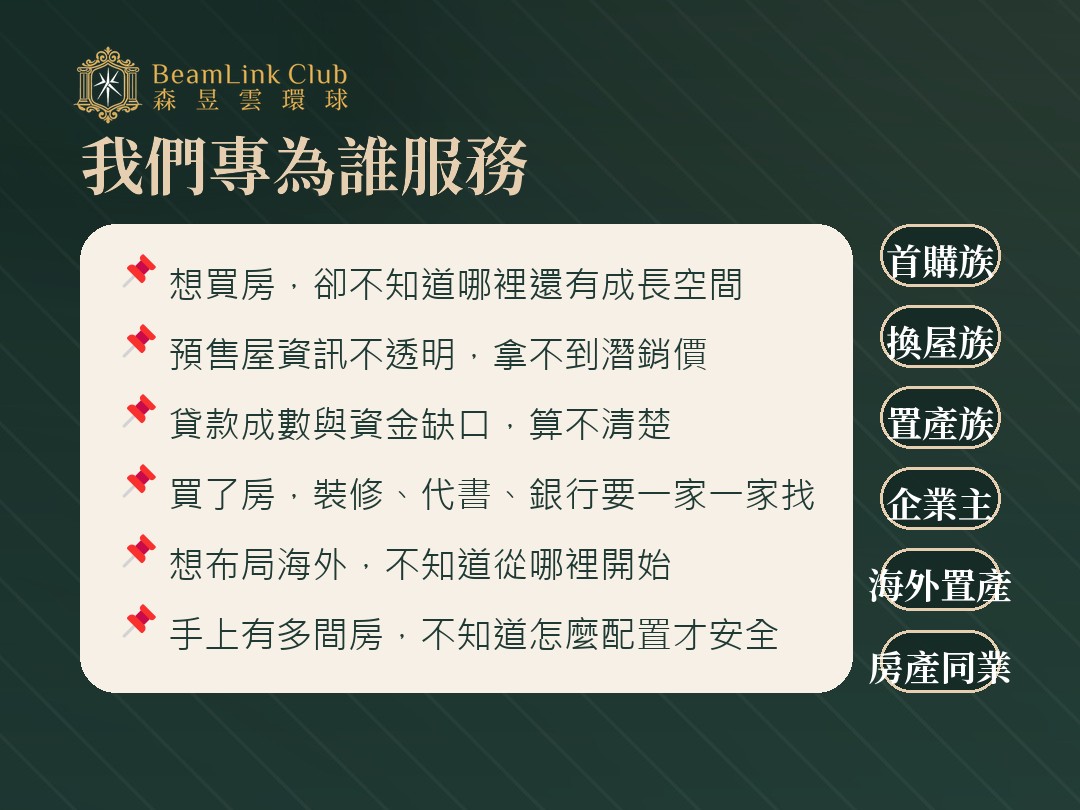 BeamLink Club
森昱雲環球
我們專為誰服務
想買房，卻不知道哪裡還有成長空間
預售屋資訊不透明，拿不到潛銷價
貸款成數與資金缺口，算不清楚
買了房，裝修、代書、銀行要一家一家找
想布局海外，不知道從哪裡開始
手上有多間房，不知道怎麼配置才安全
首購族
換屋族
置產族
企業主
海外置產
房產同業